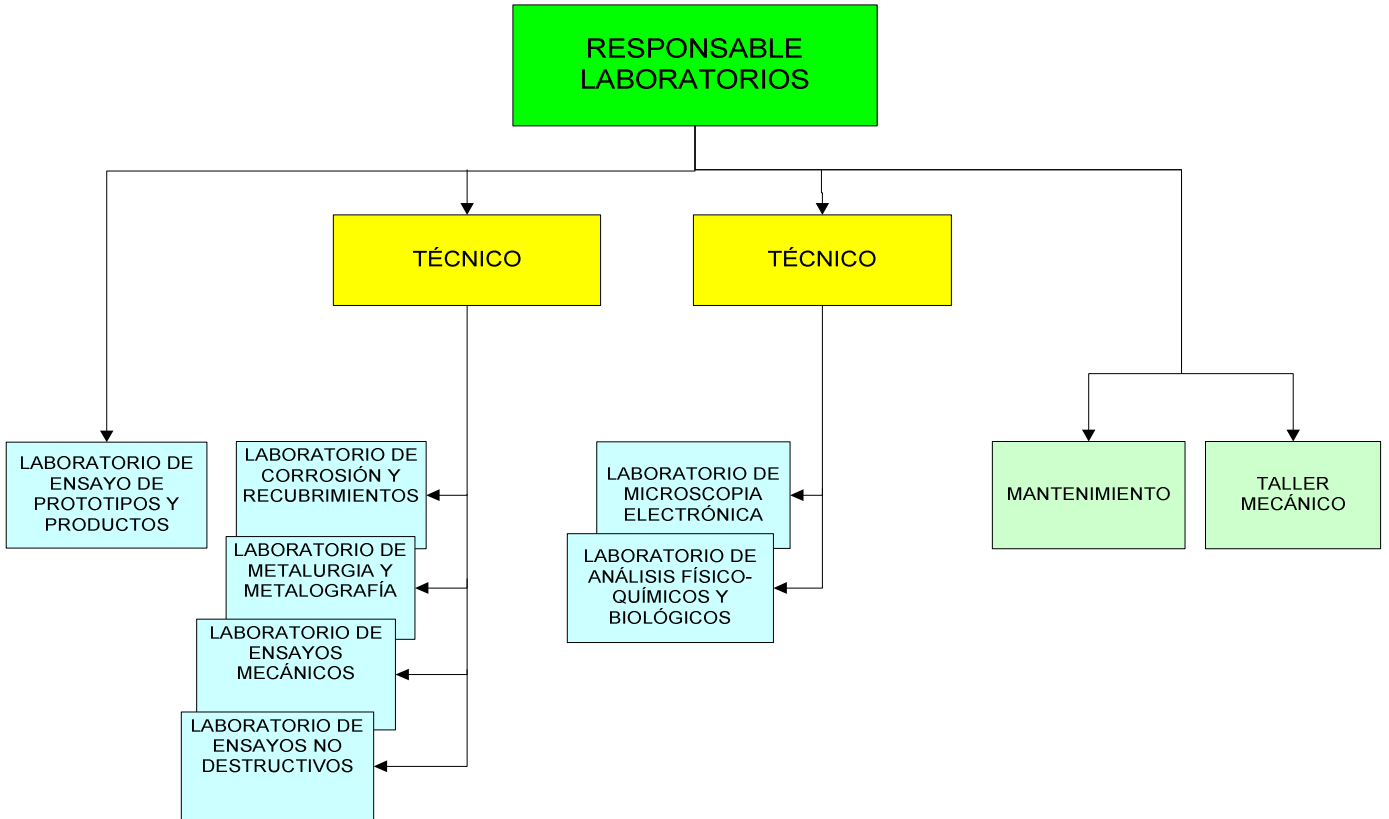 RESPONSABLE
LABORATORIOS
TÉCNICO
TÉCNICO
LABORATORIO DE
ENSAYO DE
PROTOTIPOS Y
PRODUCTOS
LABORATORIO DE
CORROSIÓN Y
RECUBRIMIENTOS
LABORATORIO DE
METALURGIA Y
METALOGRAFÍA
LABORATORIO DE
ENSAYOS
MECÁNICOS
LABORATORIO DE
ENSAYOS NO
DESTRUCTIVOS
LABORATORIO DE
MICROSCOPIA
ELECTRÓNICA
LABORATORIO DE
ANÁLISIS FÍSICO-
QUÍMICOS Y
BIOLÓGICOS
MANTENIMIENTO
TALLER
MECÁNICO